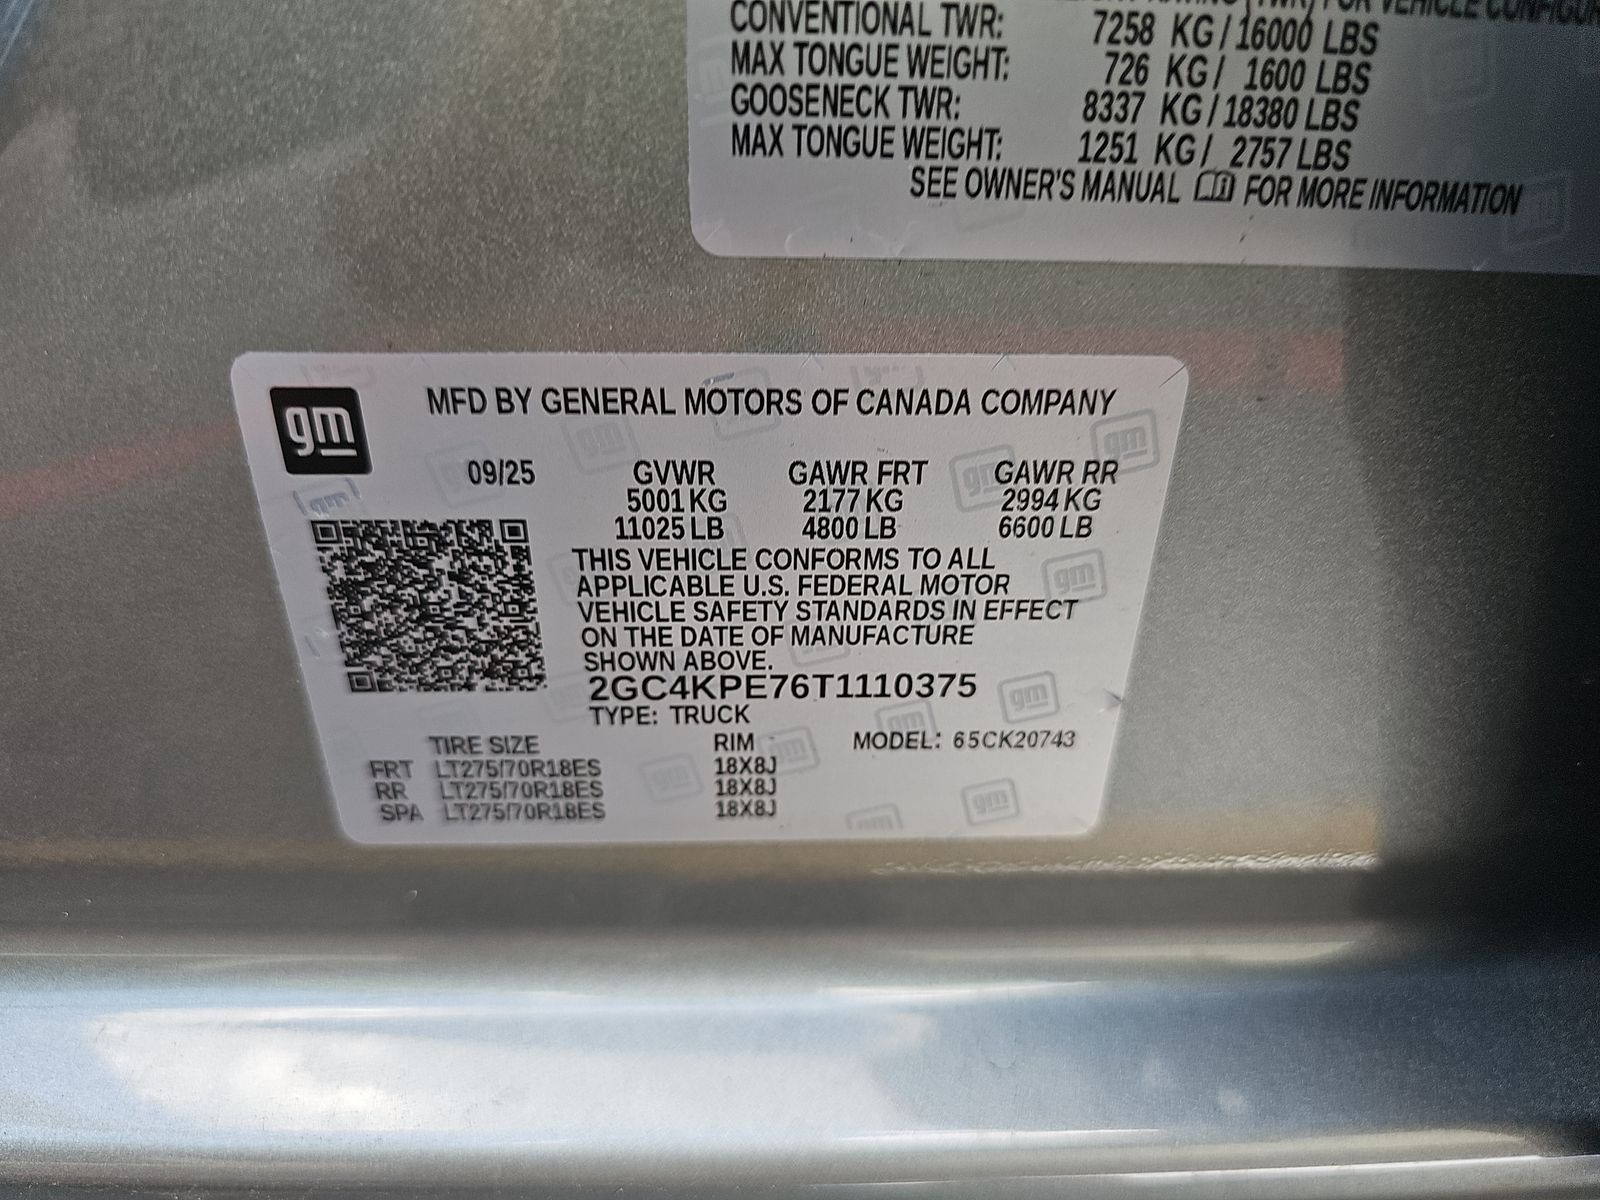 FOR VEHICLE
CONVENTIONAL TWR: 7258 KG / 16000 LBS
MAX TONGUE WEIGHT: 726 KG / 1600 LBS
GOOSENECK TWR: 8337 KG / 18380 LBS
MAX TONGUE WEIGHT: 1251 KG / 2757 LBS
SEE OWNER'S MANUAL FOR MORE INFORMATION
gm
MFD BY GENERAL MOTORS OF CANADA COMPANY
09/25 GVWR GAWR FRT GAWR RR
5001 KG 2177 KG 2994 KG
11025 LB 4800 LB 6600 LB
THIS VEHICLE CONFORMS TO ALL
APPLICABLE U.S. FEDERAL MOTOR
VEHICLE SAFETY STANDARDS IN EFFECT
ON THE DATE OF MANUFACTURE
SHOWN ABOVE.
2GC4KPE76T1110375
TYPE: TRUCK
TIRE SIZE RIM MODEL: 65CK20743
FRT LT275/70R18ES 18X8J
RR LT275/70R18ES 18X8J
SPA LT275/70R18ES 18X8J